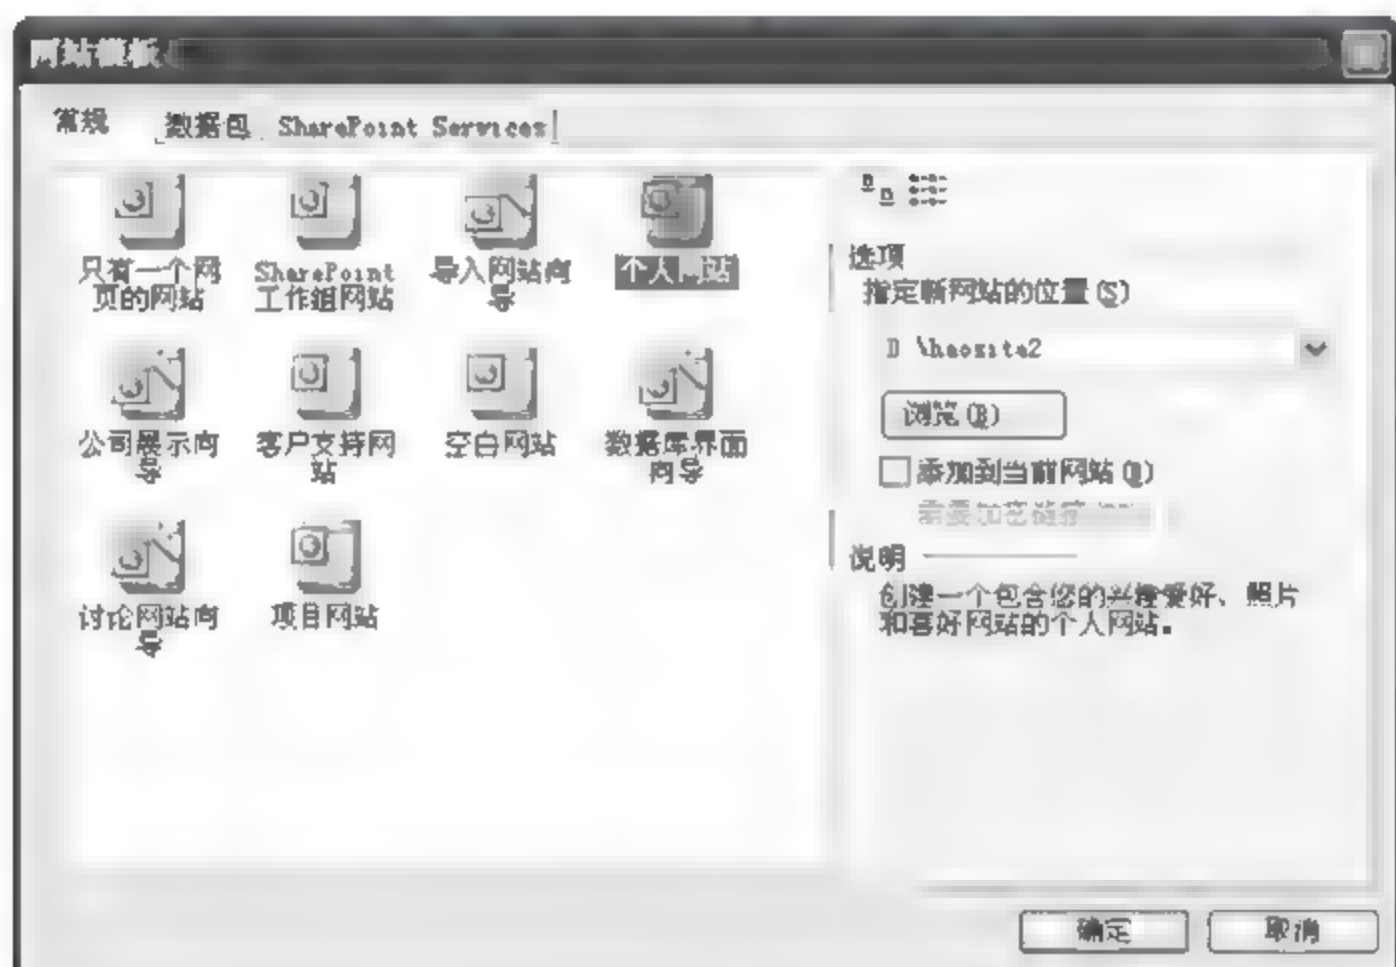 网站模板
常规 数据包 SharePoint Services
只有一个网
页的网站
SharePoint
工作组网站
导入网站向
导
个人网站
公司展示向
导
客户支持网
站
空白网站
数据库界面
向导
讨论网站向
导
项目网站
选项
指定新网站的位置(S)
D \haosite2
浏览(B)
添加到当前网站
说明
创建一个包含您的兴趣爱好、照片
和喜好网站的个人网站。
确定
取消